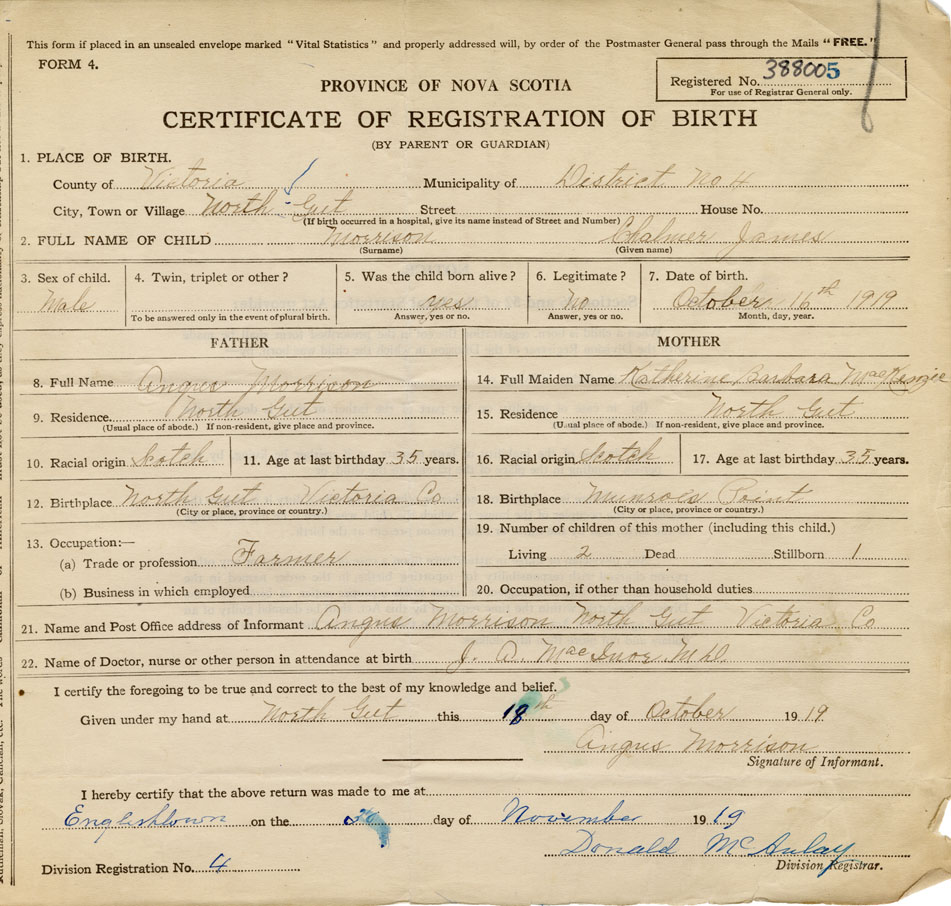 This form if placed in an unsealed envelope marked "Vital Statistics" and properly addressed will, by order of the Postmaster General pass through the Mails "FREE."
FORM 4.
PROVINCE OF NOVA SCOTIA
Registered No. 388005
For use of Registrar General only.
CERTIFICATE OF REGISTRATION OF BIRTH
(BY PARENT OR GUARDIAN)
1. PLACE OF BIRTH.
County of Victoria Municipality of District No 4
City, Town or Village North Gut Street House No.
(If birth occurred in a hospital, give its name instead of Street and Number)
2. FULL NAME OF CHILD Morrison Chalmer James
(Surname) (Given name)
3. Sex of child. 4. Twin, triplet or other? 5. Was the child born alive? 6. Legitimate? 7. Date of birth.
Male yes no October 16th 1919
To be answered only in the event of plural birth. Answer, yes or no. Answer, yes or no. Month, day, year.
FATHER MOTHER
8. Full Name Angus Morrison 14. Full Maiden Name Katherine Barbara MacKenzie
9. Residence. North Gut 15. Residence North Gut
(Usual place of abode.) If non-resident, give place and province. (Usual place of abode.) If non-resident, give place and province.
10. Racial origin Scotch 11. Age at last birthday 35 years. 16. Racial origin Scotch 17. Age at last birthday 35 years.
12. Birthplace North Gut Victoria Co 18. Birthplace Munroes Point
(City or place, province or country.) (City or place, province or country.)
13. Occupation:— 19. Number of children of this mother (including this child.)
(a) Trade or profession Farmer Living 2 Dead Stillborn 1
(b) Business in which employed 20. Occupation, if other than household duties
21. Name and Post Office address of Informant Angus Morrison North Gut Victoria Co
22. Name of Doctor, nurse or other person in attendance at birth J. D. MacInor M.D.
I certify the foregoing to be true and correct to the best of my knowledge and belief.
Given under my hand at North Gut this 18th day of October 1919
Angus Morrison
Signature of Informant.
I hereby certify that the above return was made to me at
Englishtown on the day of November 1919
Donald McAulay
Division Registrar.
Division Registration No. 4